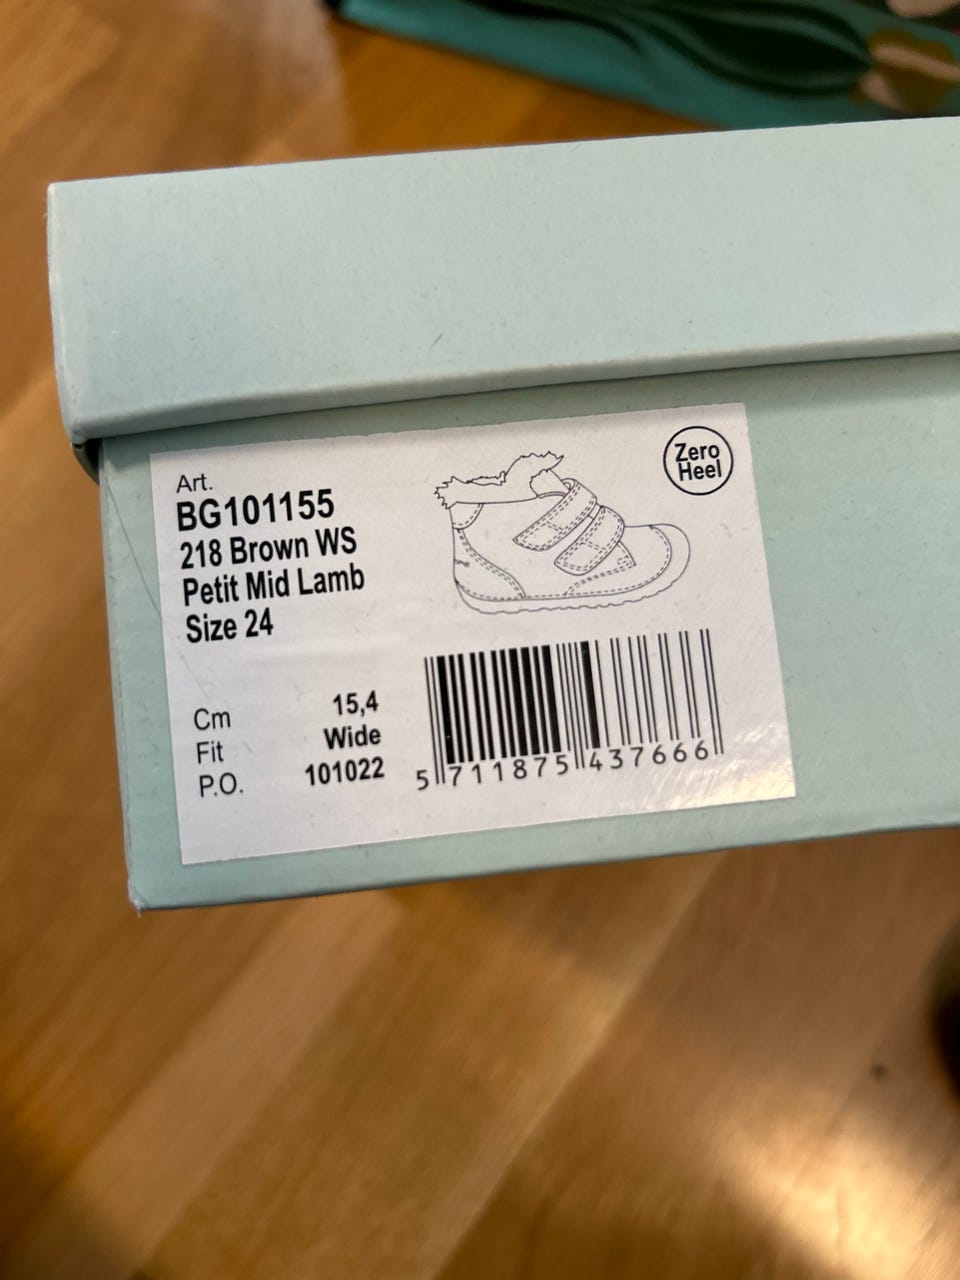 Art.
BG101155
218 Brown WS
Petit Mid Lamb
Size 24
Zero
Heel
Cm 15,4
Fit Wide
P.O. 101022
5 711875 437666